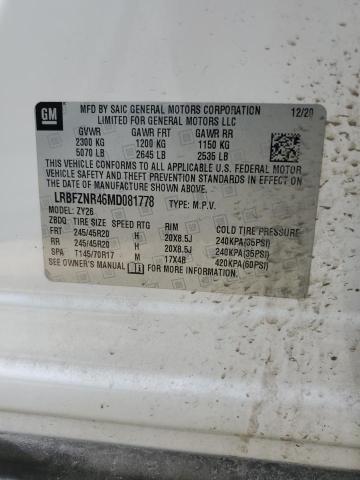 GM
MFD BY SAIC GENERAL MOTORS CORPORATION 12/20
LIMITED FOR GENERAL MOTORS LLC
GVWR GAWR FRT GAWR RR
2300 KG 1200 KG 1150 KG
5070 LB 2645 LB 2535 LB
THIS VEHICLE CONFORMS TO ALL APPLICABLE U.S. FEDERAL MOTOR
VEHICLE SAFETY AND THEFT PREVENTION STANDARDS IN EFFECT
ON THE DATE OF MANUFACTURE SHOWN ABOVE.
LRBFZNR46MD081778 TYPE: M.P.V.
MODEL: ZY26
ZBDQ: TIRE SIZE SPEED RTG RIM COLD TIRE PRESSURE
FRT 245/45R20 H 20X8.5J 240KPA(35PSI)
RR 245/45R20 H 20X8.5J 240KPA(35PSI)
SPA T145/70R17 M 17X4B 420KPA(60PSI)
SEE OWNER'S MANUAL FOR MORE INFORMATION